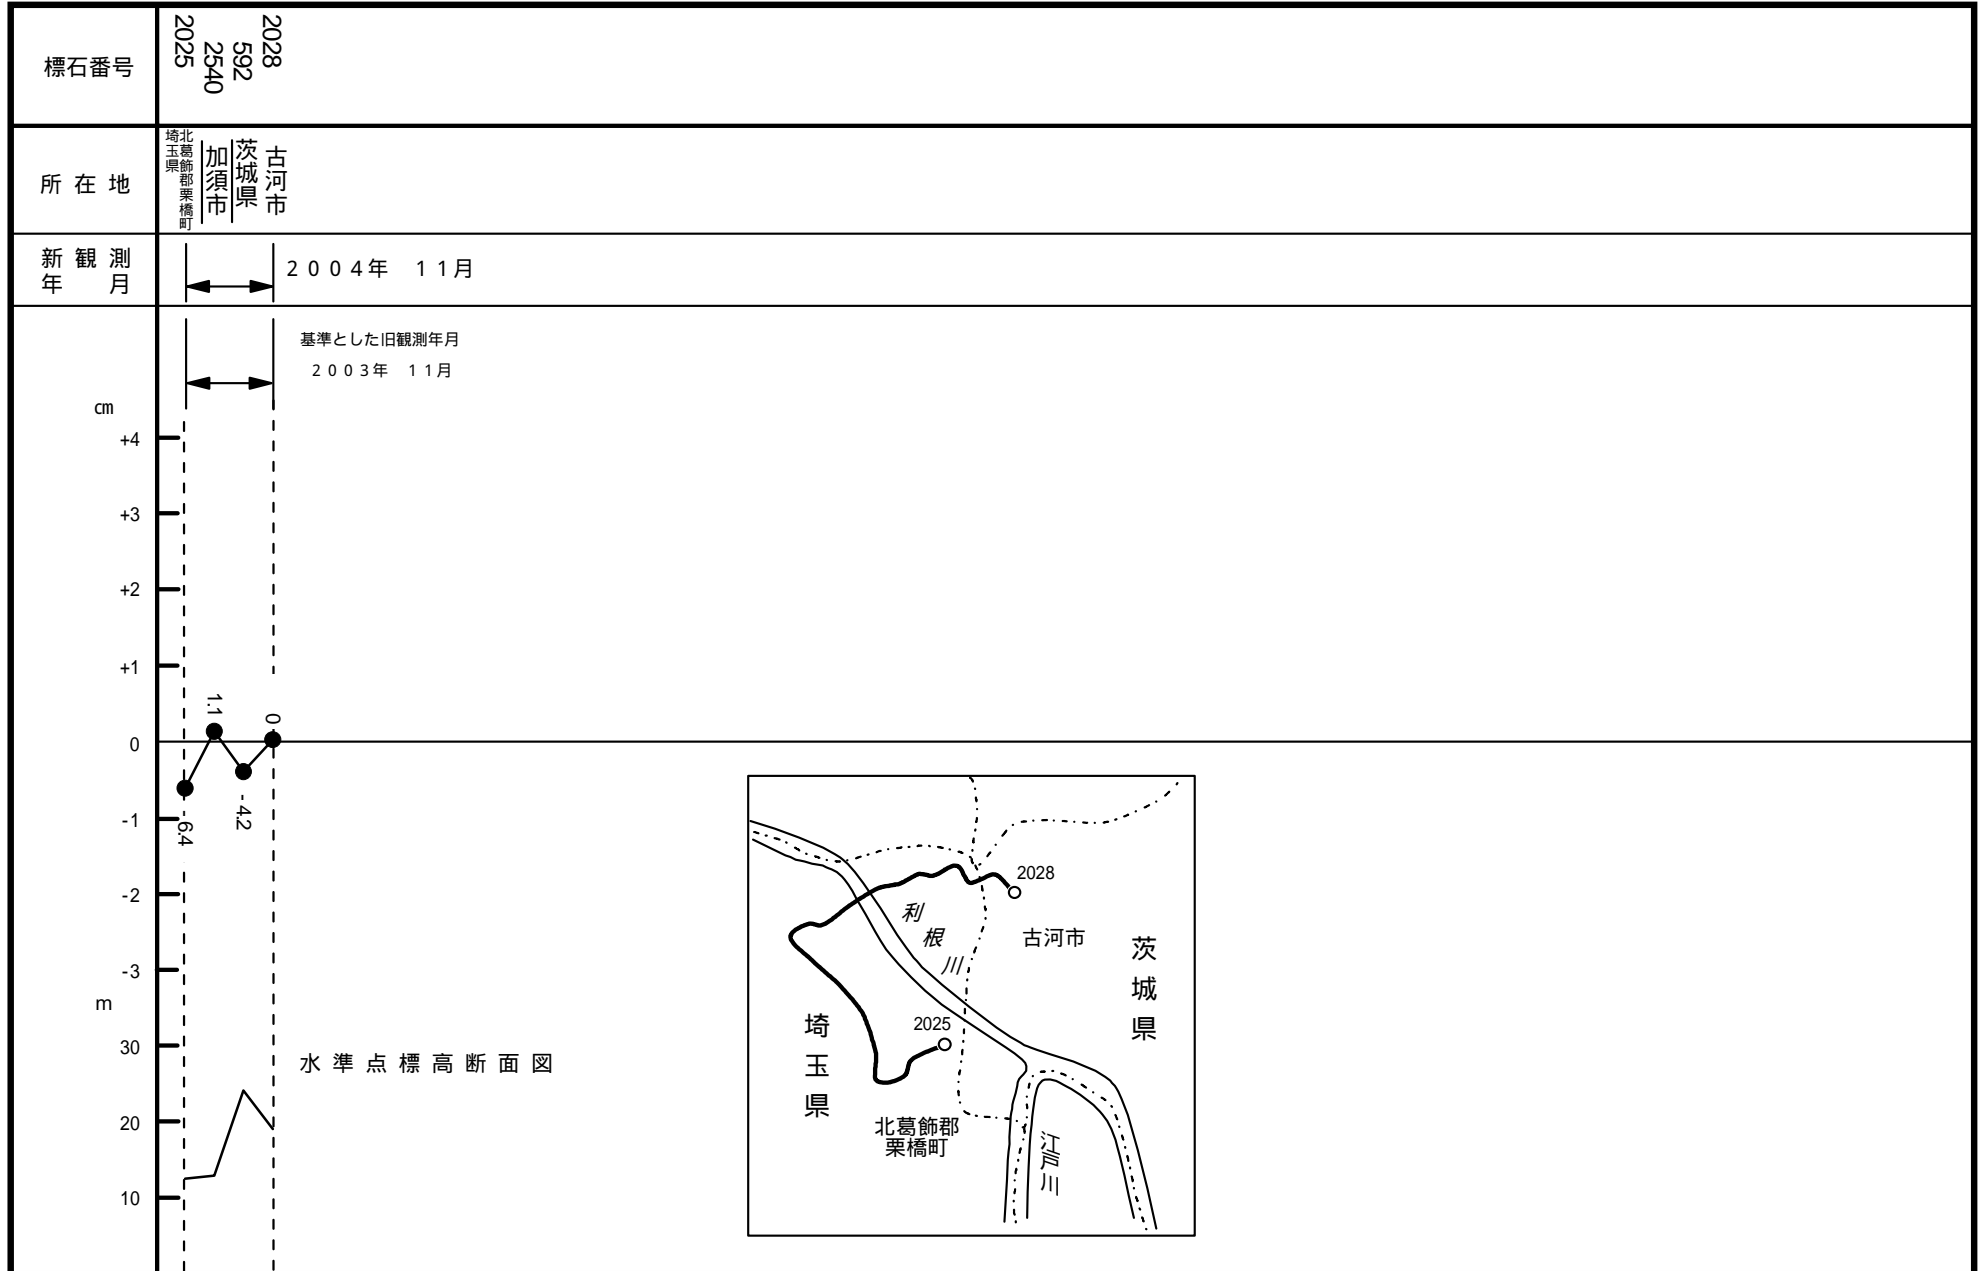 標石番号
2025
2540
592
2028
所 在 地
埼玉県
北葛飾郡栗橋町
加須市
茨城県
古河市
新 観 測
年 月
２００４年 １１月
基準とした旧観測年月
２００３年 １１月
㎝
+4
+3
+2
+1
0
-1
-2
-3
-6.4
1.1
-4.2
0
m
30
20
10
水 準 点 標 高 断 面 図
2028
利根川
古河市
茨城県
埼玉県
2025
北葛飾郡
栗橋町
江戸川